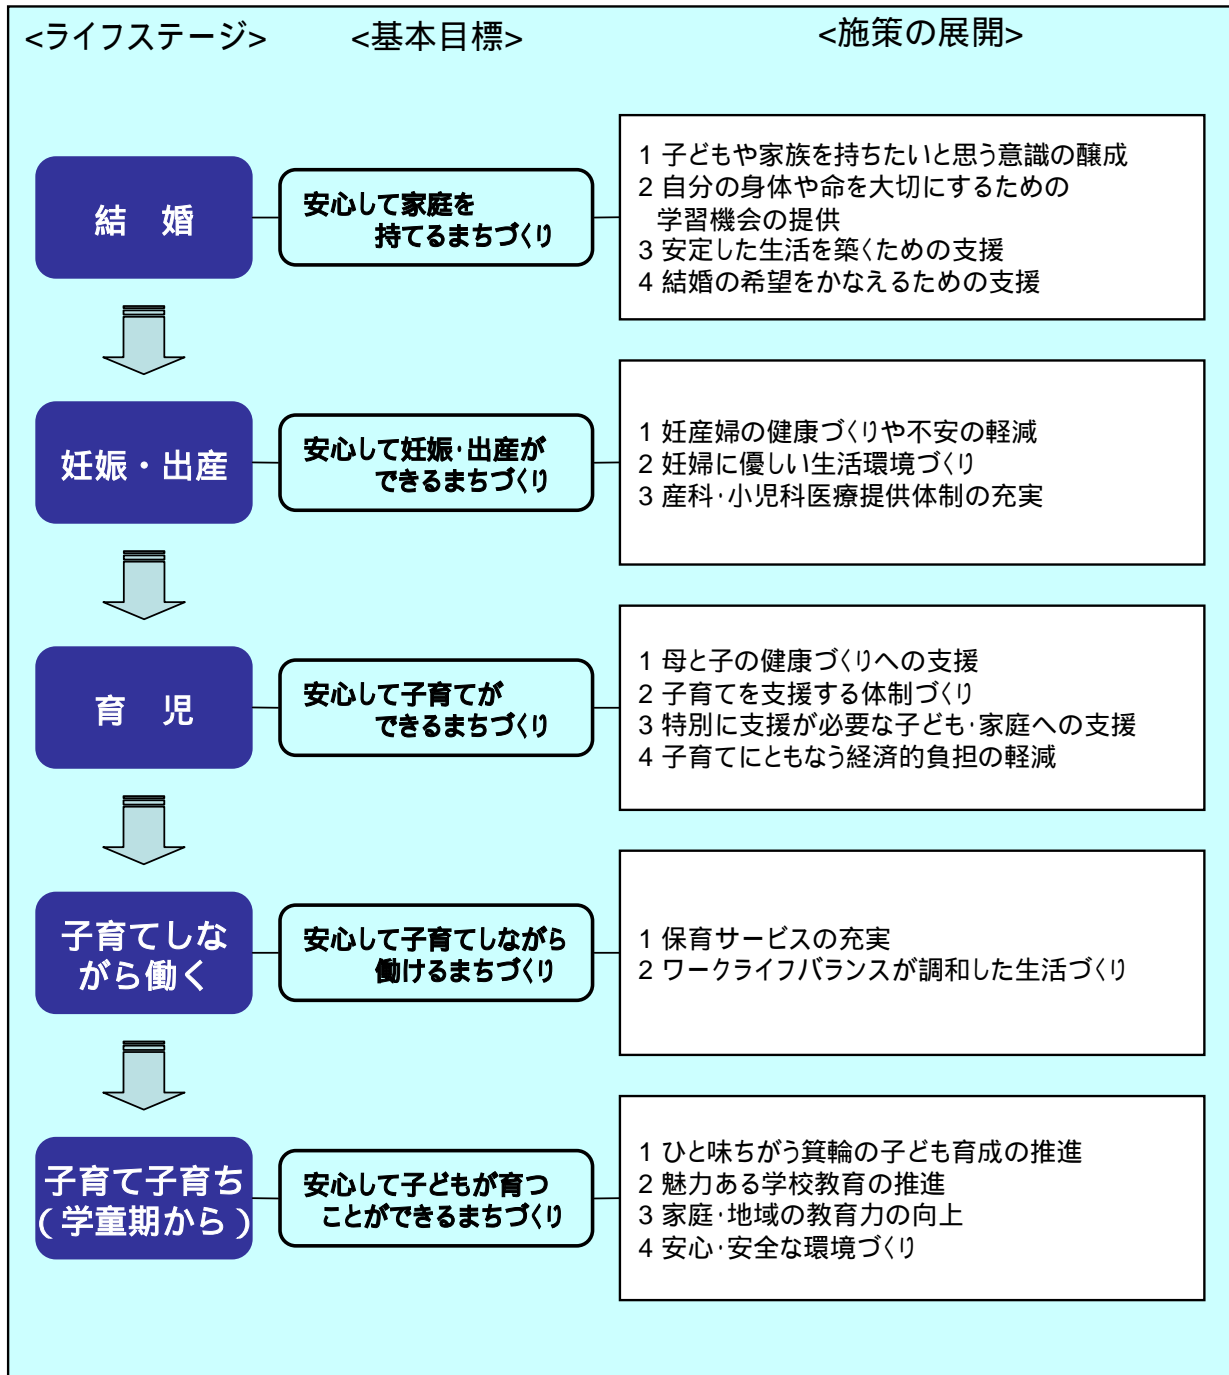 <ライフステージ> <基本目標> <施策の展開>
結　婚
安心して家庭を
持てるまちづくり
1 子どもや家族を持ちたいと思う意識の醸成
2 自分の身体や命を大切にするための
学習機会の提供
3 安定した生活を築くための支援
4 結婚の希望をかなえるための支援
妊娠・出産
安心して妊娠・出産が
できるまちづくり
1 妊産婦の健康づくりや不安の軽減
2 妊婦に優しい生活環境づくり
3 産科・小児科医療提供体制の充実
育　児
安心して子育てが
できるまちづくり
1 母と子の健康づくりへの支援
2 子育てを支援する体制づくり
3 特別に支援が必要な子ども・家庭への支援
4 子育てにともなう経済的負担の軽減
子育てしな
がら働く
安心して子育てしながら
働けるまちづくり
1 保育サービスの充実
2 ワークライフバランスが調和した生活づくり
子育て子育ち
(学童期から)
安心して子どもが育つ
ことができるまちづくり
1 ひと味ちがう箕輪の子ども育成の推進
2 魅力ある学校教育の推進
3 家庭・地域の教育力の向上
4 安心・安全な環境づくり